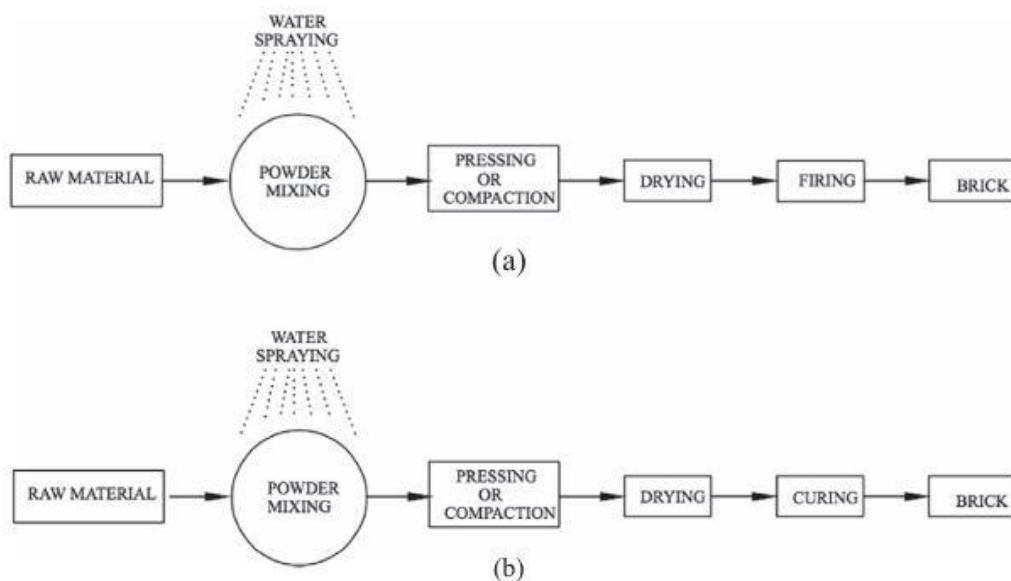 WATER
SPRAYING
RAW MATERIAL
POWDER
MIXING
PRESSING
OR
COMPACTION
DRYING
FIRING
BRICK
(a)
WATER
SPRAYING
RAW MATERIAL
POWDER
MIXING
PRESSING
OR
COMPACTION
DRYING
CURING
BRICK
(b)